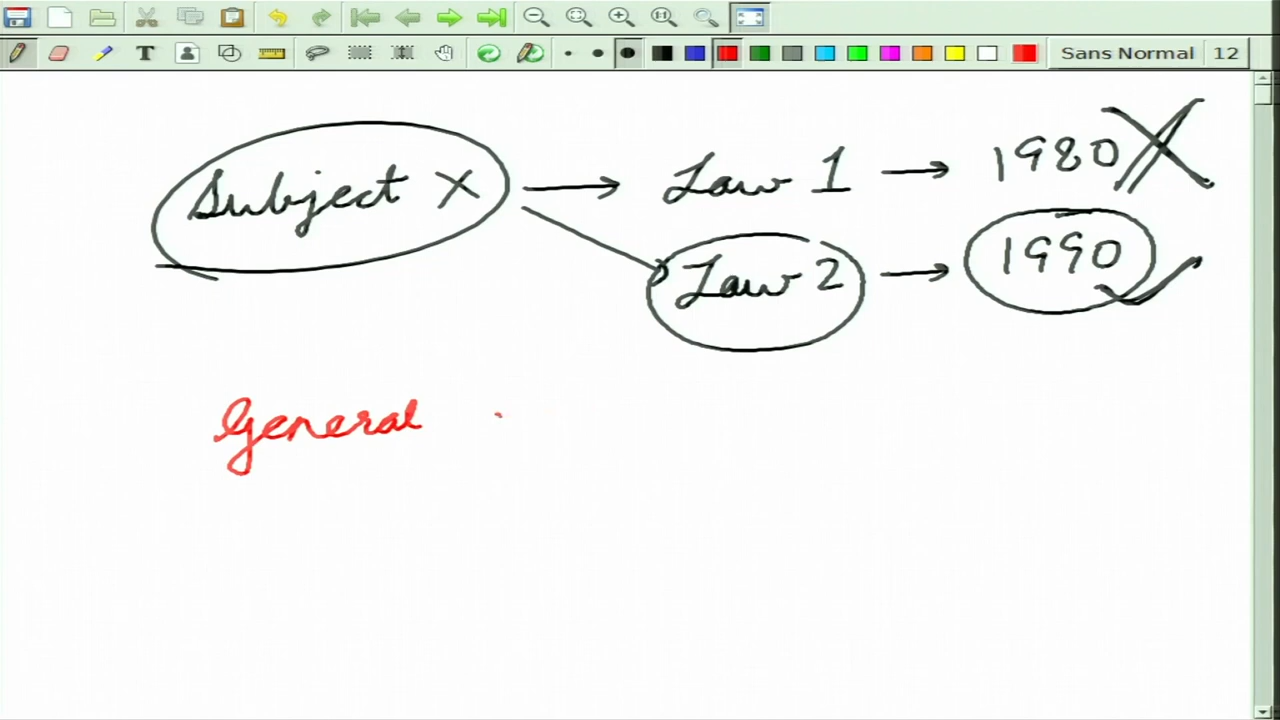 Sans Normal 12
Subject X → Law 1 → 1980
Law 2 → 1990
General